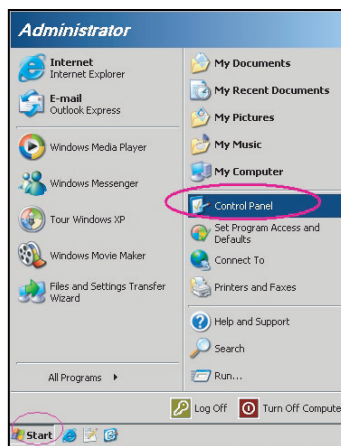 Administrator
Internet
Internet Explorer
E-mail
Outlook Express
Windows Media Player
Windows Messenger
Tour Windows XP
Windows Movie Maker
Files and Settings Transfer
Wizard
All Programs
My Documents
My Recent Documents
My Pictures
My Music
My Computer
Control Panel
Set Program Access and
Defaults
Connect To
Printers and Faxes
Help and Support
Search
Run...
Log Off
Turn Off Compute
Start